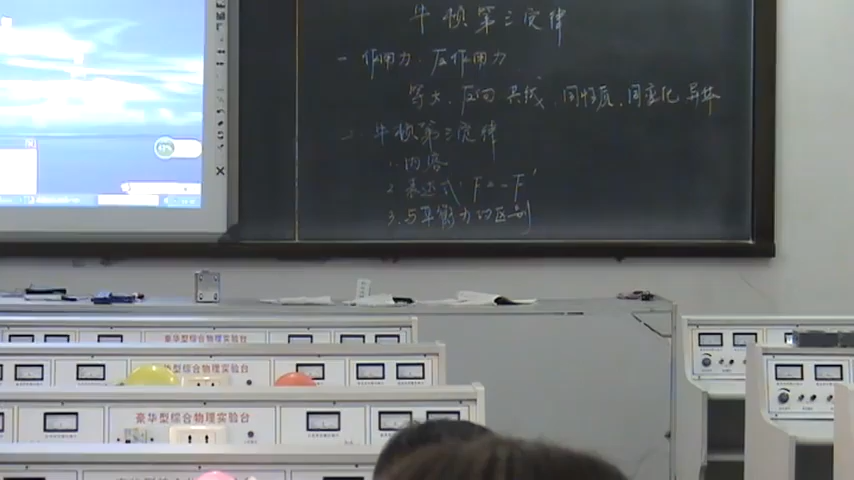 牛顿第三定律
一 作用力、反作用力
等大、反向 共线、同性质、同变化 异体
二 牛顿第三定律
1.内容
2.表达式: F=-F'
3.与平衡力的区别
豪华型综合物理实验台
豪华型综合物理实验台
豪华型综合物理实验台